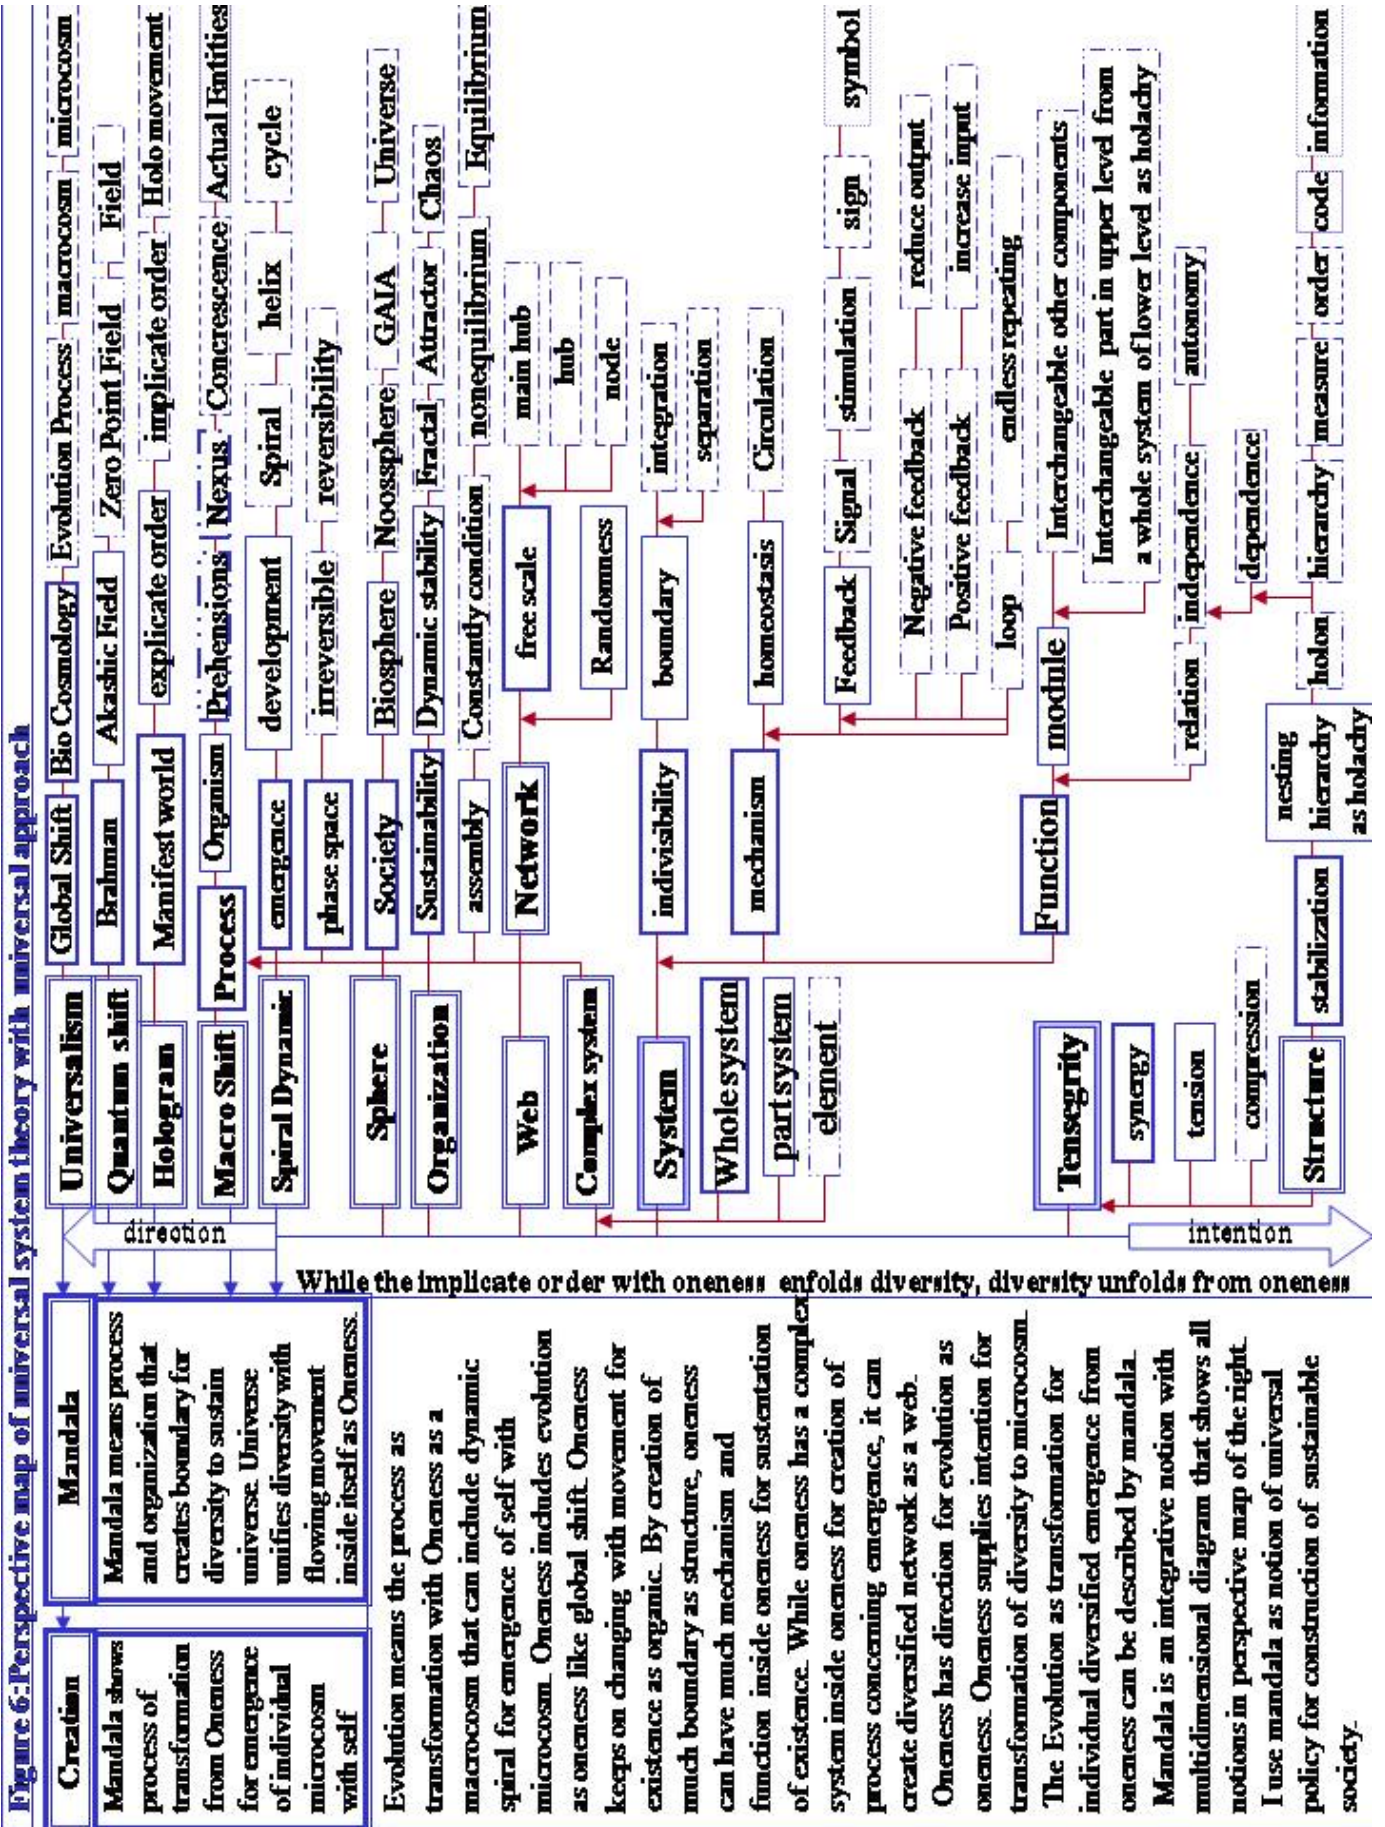 Figure 6:Perspective map of universal system theory with universal approach
Creation
Mandala shows
process of
transformation
from Oneness
for emergence
of individual
microcosm
with self
Mandala
Mandala means process
and organization that
creates boundary for
diversity to sustain
universe. Universe
unifies diversity with
flowing movement
inside itself as Oneness.
Evolution means the process as
transformation with Oneness as a
macrocosm that can include dynamic
spiral for emergence of self with
microcosm. Oneness includes evolution
as oneness like global shift. Oneness
keeps on changing with movement for
existence as organic. By creation of
much boundary as structure, oneness
can have much mechanism and
function inside oneness for sustentation
of existence. While oneness has a complex
system inside oneness for creation of
process concerning emergence, it can
create diversified network as a web.
Oneness has direction for evolution as
oneness. Oneness supplies intention for
transformation of diversity to microcosm.
The Evolution as transformation for
individual diversified emergence from
oneness can be described by mandala.
Mandala is an integrative notion with
multidimensional diagram that shows all
notions in perspective map of the right.
I use mandala as notion of universal
policy for construction of sustainable
society.
While the implicate order with oneness enfolds diversity, diversity unfolds from oneness
direction
intention
Universalism Global Shift Bio Cosmology Evolution Process macrocosm microcosm
Quantum shift Brahman Akashic Field Zero Point Field Field
Hologram Manifest world explicate order implicate order Holo movement
Macro Shift Process Organism Prehensions Nexus Concrescence Actual Entities
Spiral Dynamic. emergence development Spiral helix cycle
phase space irreversible reversibility
Sphere Society Biosphere Noosphere GAIA Universe
Organization Sustainability Dynamic stability Fractal Attractor Chaos
assembly Constantly condition nonequilibrium Equilibrium
Web Network free scale main hub
hub
Complex system Randomness node
System indivisibility boundary integration
separation
Whole system mechanism homeostasis Circulation
part system
element Feedback Signal stimulation sign symbol
Negative feedback reduce output
Positive feedback increase input
loop endless repeating
Tensegrity Function module Interchangeable other components
Interchangeable part in upper level from
a whole system of lower level as holachy
synergy
tension relation independence autonomy
compression dependence
Structure stabilization nesting
hierarchy
as holachy
holon hierarchy measure order code information